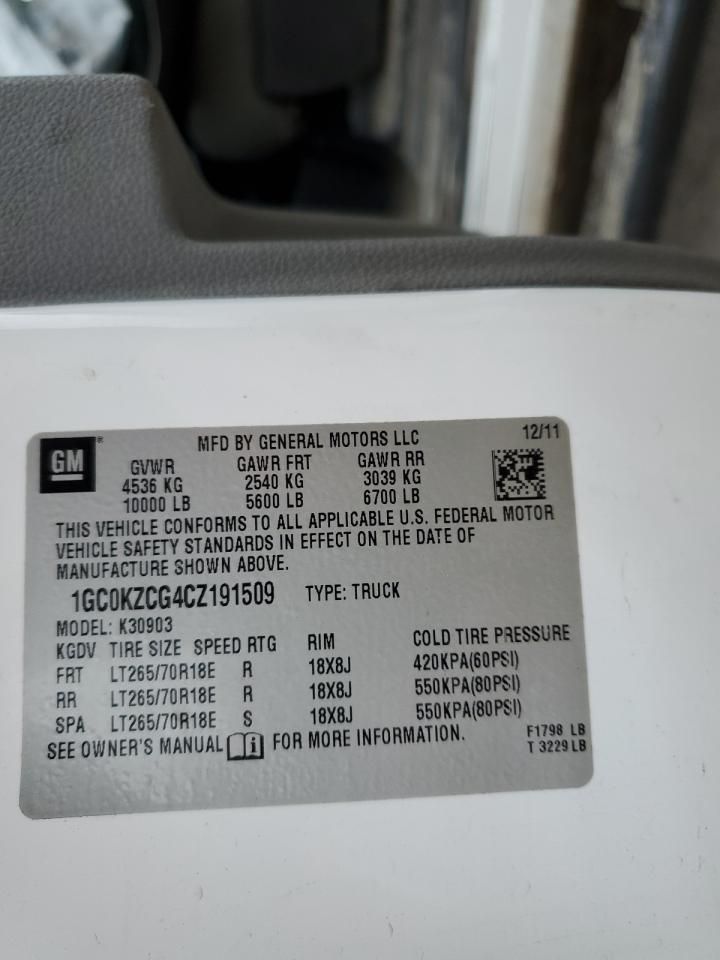 GM ®
MFD BY GENERAL MOTORS LLC 12/11
GVWR GAWR FRT GAWR RR
4536 KG 2540 KG 3039 KG
10000 LB 5600 LB 6700 LB
THIS VEHICLE CONFORMS TO ALL APPLICABLE U.S. FEDERAL MOTOR
VEHICLE SAFETY STANDARDS IN EFFECT ON THE DATE OF
MANUFACTURE SHOWN ABOVE.
1GC0KZCG4CZ191509 TYPE: TRUCK
MODEL: K30903
KGDV TIRE SIZE SPEED RTG RIM COLD TIRE PRESSURE
FRT LT265/70R18E R 18X8J 420KPA(60PSI)
RR LT265/70R18E R 18X8J 550KPA(80PSI)
SPA LT265/70R18E S 18X8J 550KPA(80PSI)
SEE OWNER'S MANUAL i FOR MORE INFORMATION.
F1798 LB
T 3229 LB